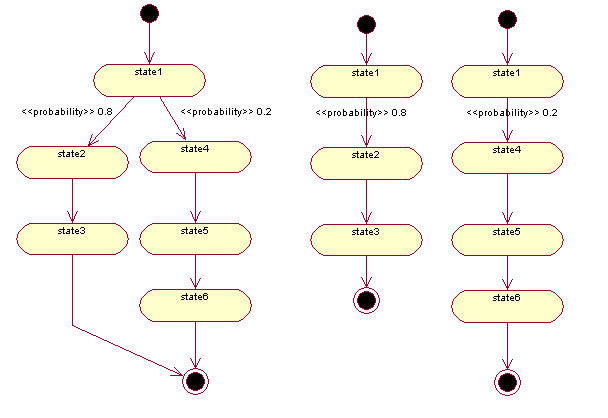 state1
<<probability>> 0.8
<<probability>> 0.2
state2
state4
state3
state5
state6
state1
<<probability>> 0.8
state2
state3
state1
<<probability>> 0.2
state4
state5
state6